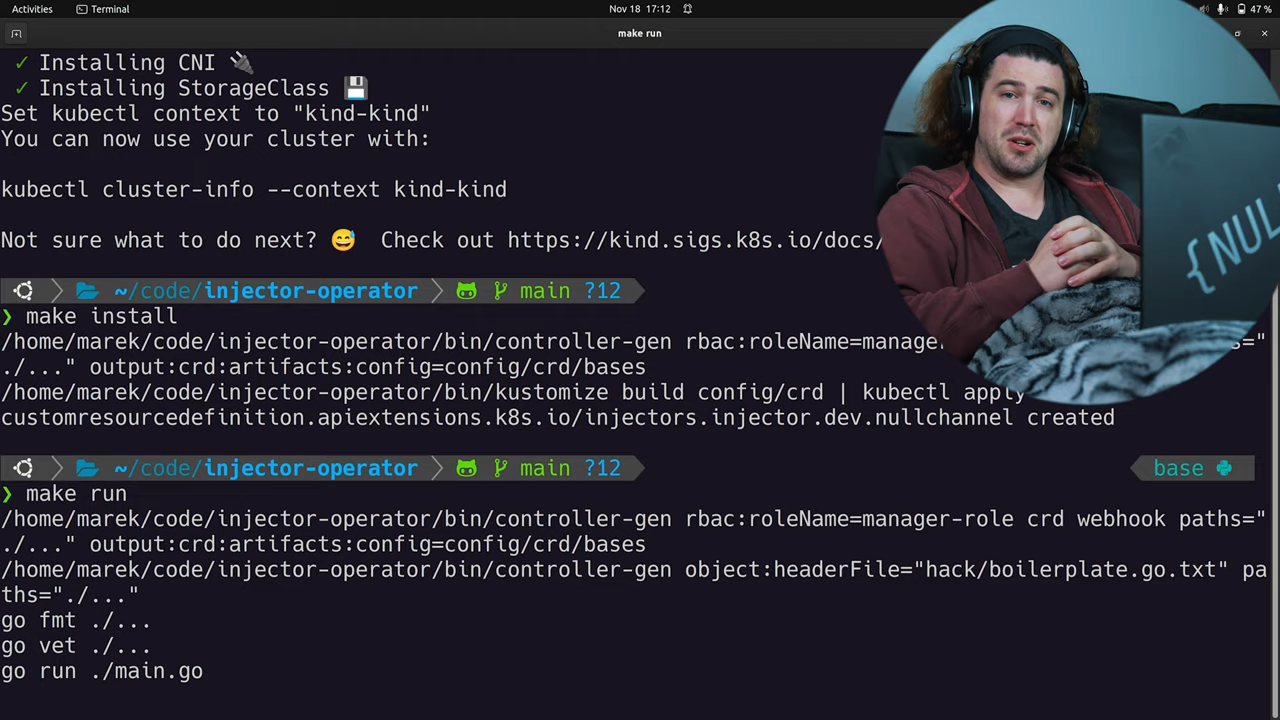 Activities Terminal Nov 18 17:12 47 %
make run
✓ Installing CNI 🔌
✓ Installing StorageClass 💾
Set kubectl context to "kind-kind"
You can now use your cluster with:
kubectl cluster-info --context kind-kind
Not sure what to do next? 😅 Check out https://kind.sigs.k8s.io/docs/
~/code/injector-operator main ?12
❯ make install
/home/marek/code/injector-operator/bin/controller-gen rbac:roleName=manager ="
./..." output:crd:artifacts:config=config/crd/bases
/home/marek/code/injector-operator/bin/kustomize build config/crd | kubectl apply
customresourcedefinition.apiextensions.k8s.io/injectors.injector.dev.nullchannel created
~/code/injector-operator main ?12 base
❯ make run
/home/marek/code/injector-operator/bin/controller-gen rbac:roleName=manager-role crd webhook paths="
./..." output:crd:artifacts:config=config/crd/bases
/home/marek/code/injector-operator/bin/controller-gen object:headerFile="hack/boilerplate.go.txt" pa
ths="./..."
go fmt ./...
go vet ./...
go run ./main.go
{NUL